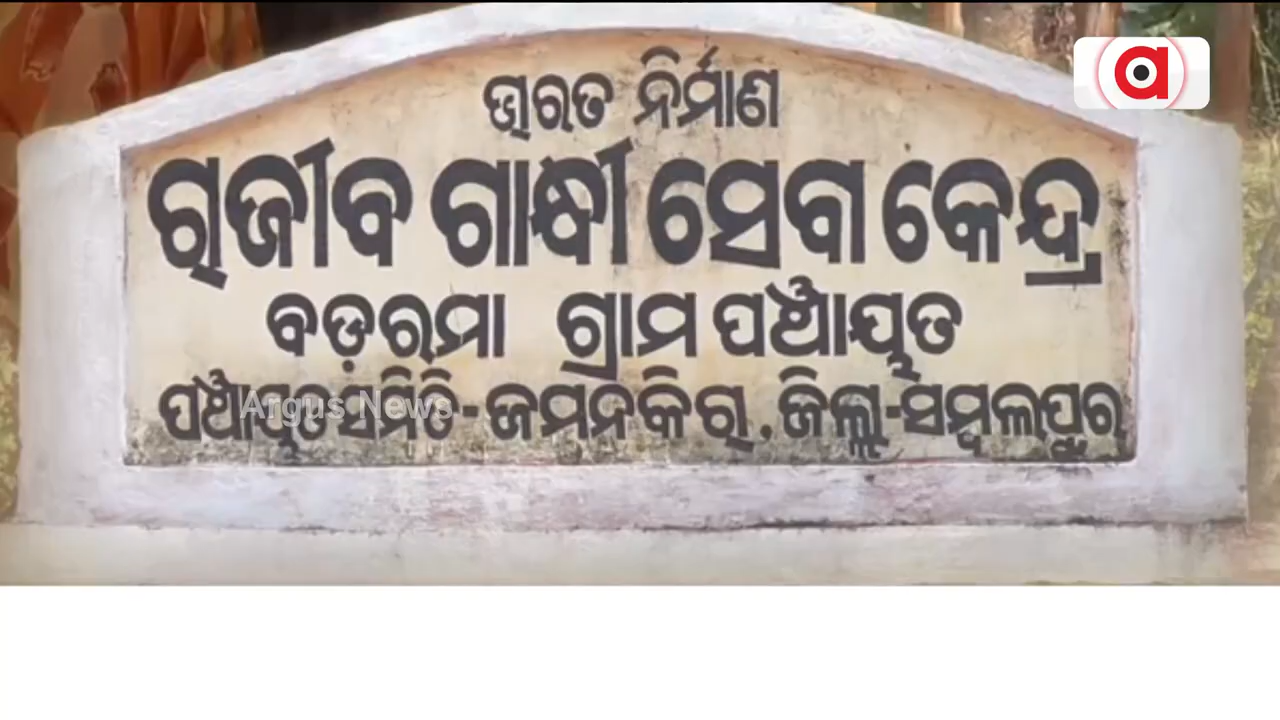 ଭାରତ ନିର୍ମାଣ
ରାଜୀବ ଗାନ୍ଧୀ ସେବା କେନ୍ଦ୍ର
ବଡ଼ରମା ଗ୍ରାମ ପଞ୍ଚାୟତ
ପଞ୍ଚାୟତ ସମିତି - ଜମନକିରା, ଜିଲ୍ଲା-ସମ୍ବଲପୁର
Argus News
a